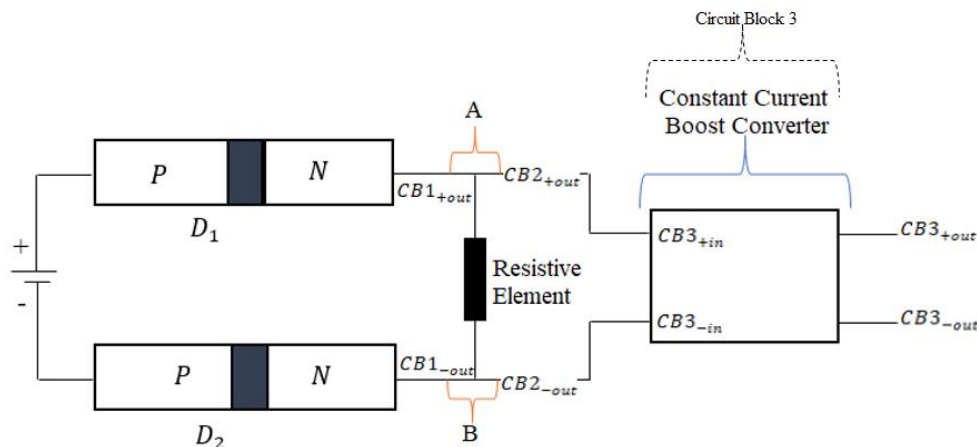 Circuit Block 3
Constant Current
Boost Converter
A
P
N
CB1+out
CB2+out
D1
+
-
Resistive
Element
CB3+in
CB3+out
CB3-in
CB3-out
P
N
CB1-out
CB2-out
D2
B